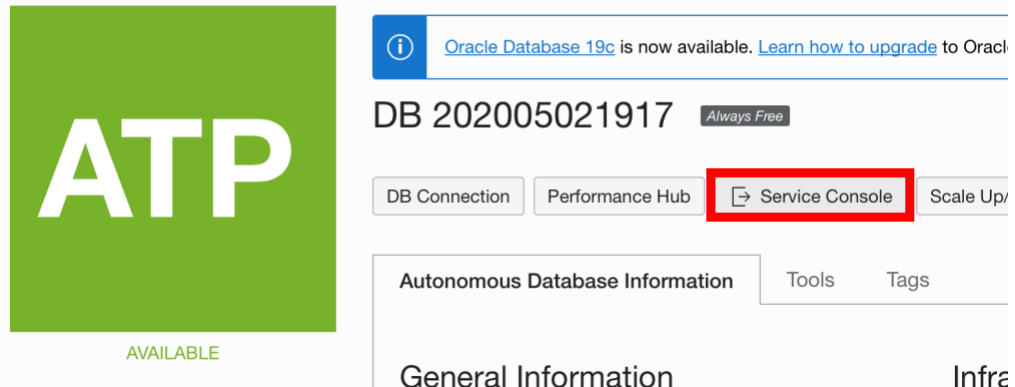 ATP
AVAILABLE
Oracle Database 19c is now available. Learn how to upgrade to Oracl
DB 202005021917 Always Free
DB Connection Performance Hub Service Console Scale Up/
Autonomous Database Information Tools Tags
General Information Infra